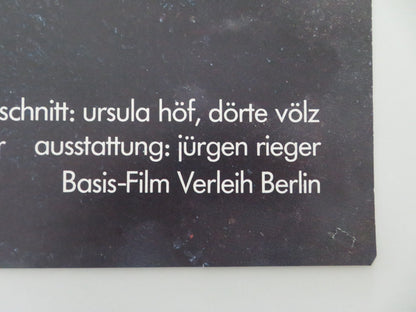 schnitt: ursula höf, dörte völz
r ausstattung: jürgen rieger
Basis-Film Verleih Berlin